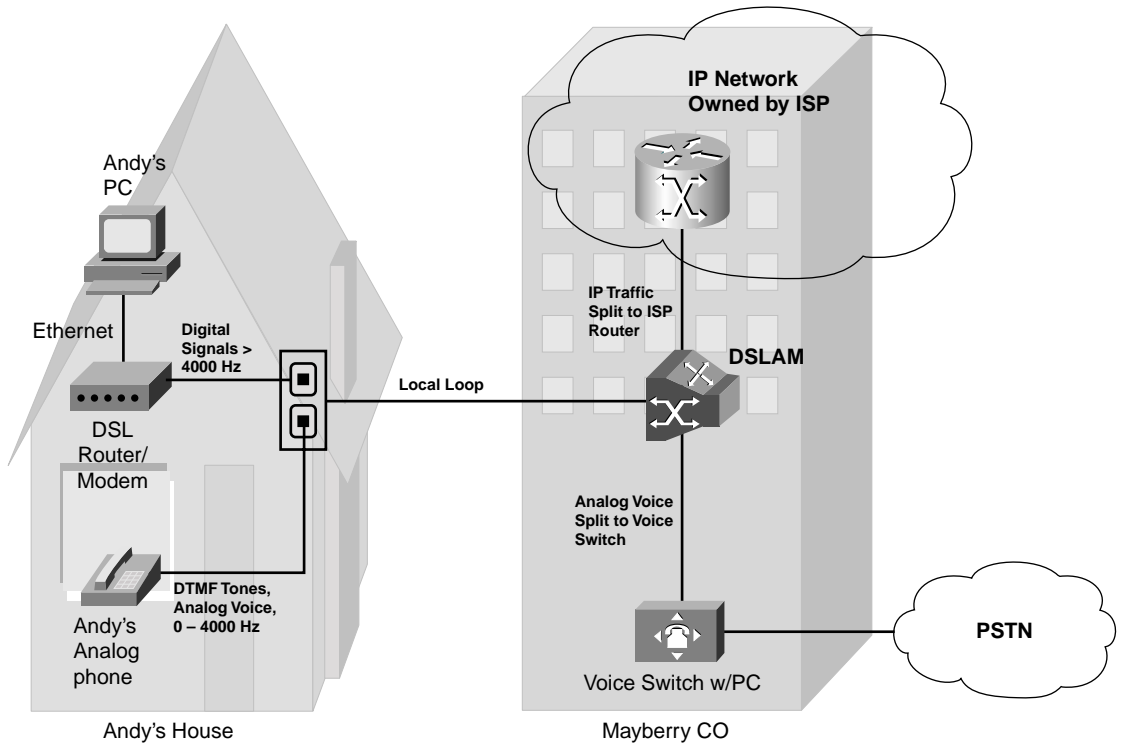 IP Network
Owned by ISP
Andy’s
PC
Ethernet
Digital
Signals >
4000 Hz
IP Traffic
Split to ISP
Router
DSLAM
Local Loop
DSL
Router/
Modem
Analog Voice
Split to Voice
Switch
DTMF Tones,
Analog Voice,
0 – 4000 Hz
Andy’s
Analog
phone
PSTN
Voice Switch w/PC
Andy’s House
Mayberry CO